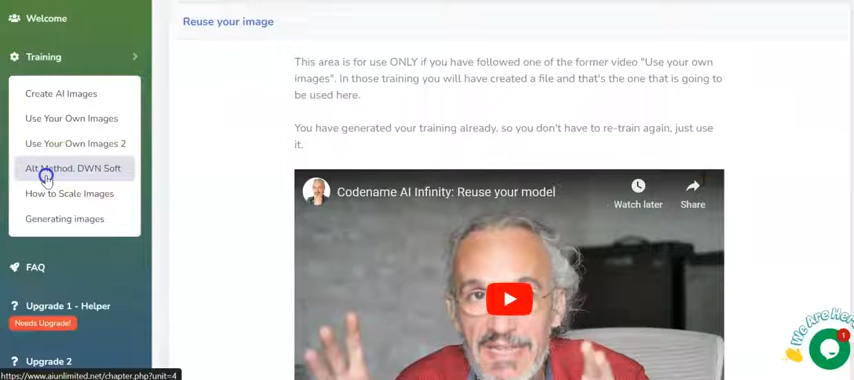 Welcome
Training
Create AI Images
Use Your Own Images
Use Your Own Images 2
Alt Method. DWN Soft
How to Scale Images
Generating images
FAQ
? Upgrade 1 - Helper
Needs Upgrade!
? Upgrade 2
https://www.aiunlimited.net/chapter.php?unit=4
Reuse your image
This area is for use ONLY if you have followed one of the former video "Use your own
images". In those training you will have created a file and that's the one that is going to
be used here.
You have generated your training already, so you don't have to re-train again, just use
it.
Codename AI Infinity: Reuse your model
Watch later
Share
We Are Here
1